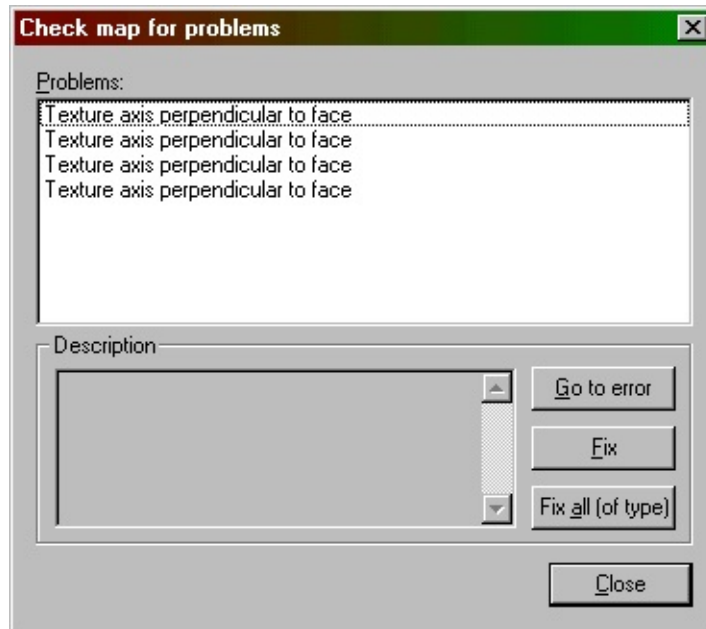 Check map for problems
Problems:
Texture axis perpendicular to face
Texture axis perpendicular to face
Texture axis perpendicular to face
Texture axis perpendicular to face
Description
Go to error
Fix
Fix all (of type)
Close